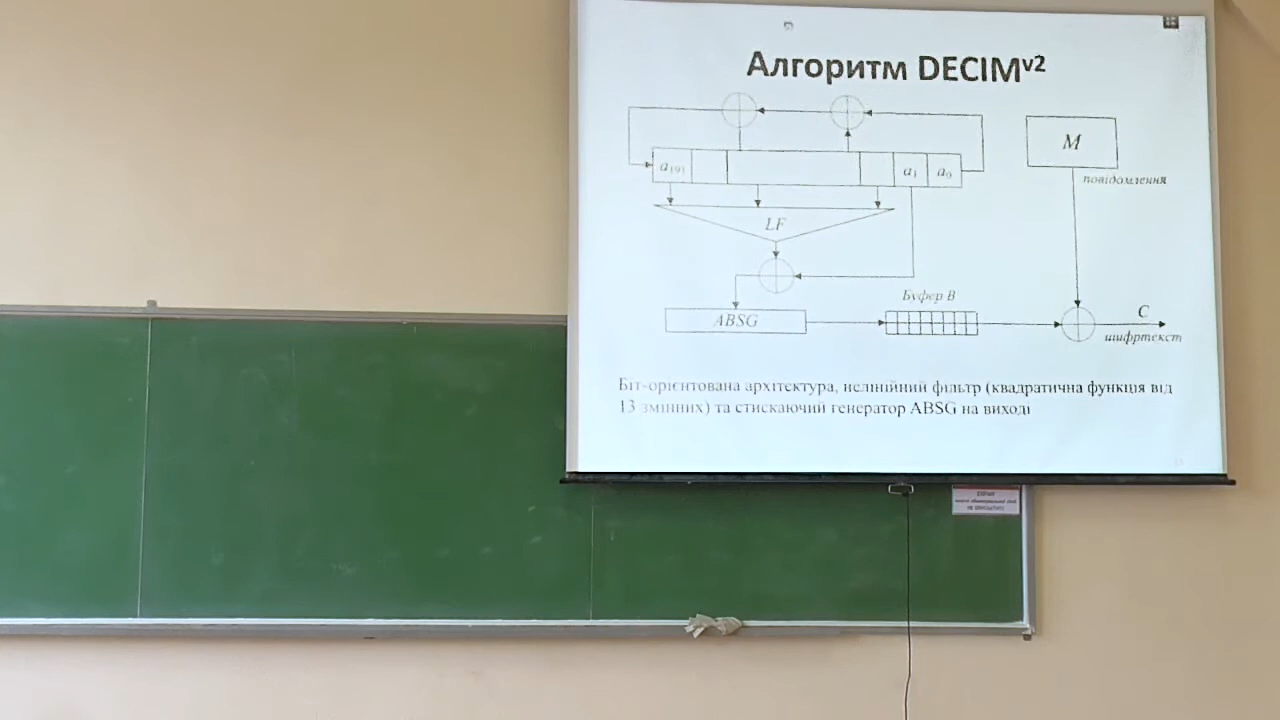 Алгоритм DECIMv2
a191 a1 a0
M
повідомлення
LF
Буфер B
ABSG
C
шифртекст
Біт-орієнтована архітектура, нелінійний фільтр (квадратична функція від
13 змінних) та стискаючий генератор ABSG на виході